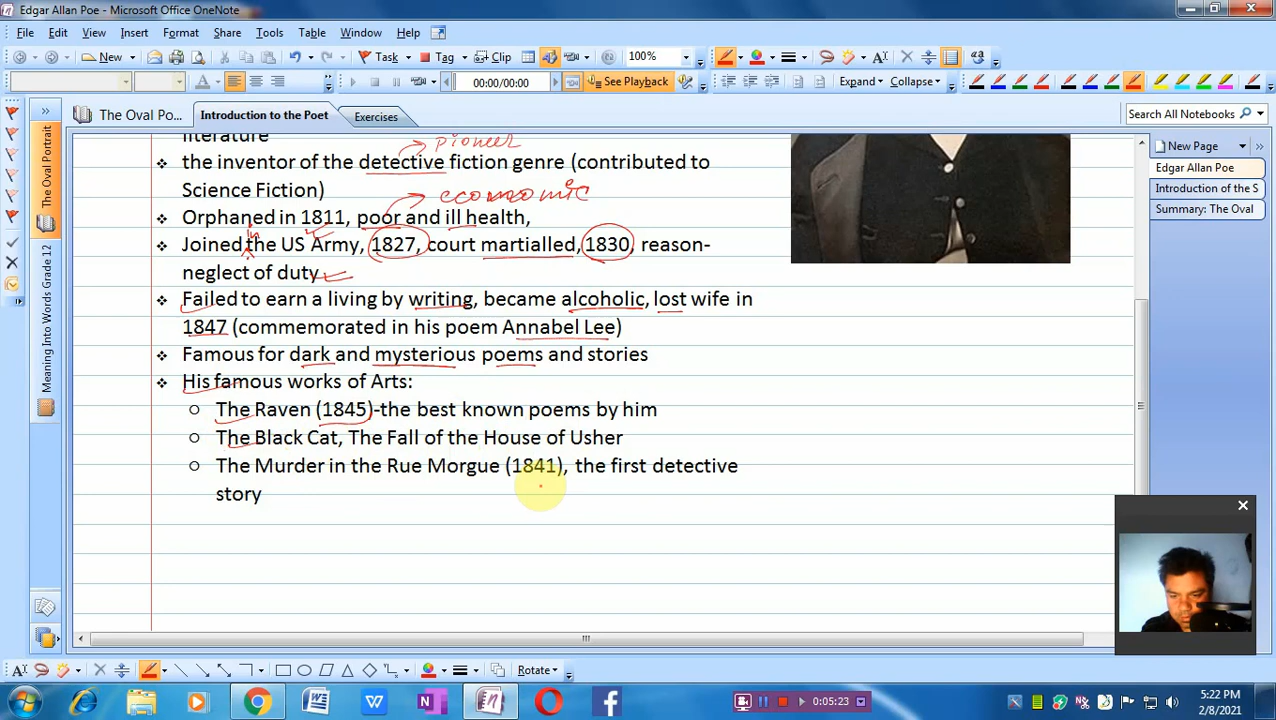 Edgar Allan Poe - Microsoft Office OneNote
File Edit View Insert Format Share Tools Table Window Help
New Task Tag Clip 100%
00:00/00:00 See Playback Expand Collapse
The Oval Po... Introduction to the Poet Exercises Search All Notebooks
New Page
Edgar Allan Poe
Introduction of the S
Summary: The Oval
The Oval Portrait
Meaning Into Words Grade 12
literature
pioneer
the inventor of the detective fiction genre (contributed to
Science Fiction)
economic
Orphaned in 1811, poor and ill health,
in
Joined the US Army, 1827, court martialled, 1830, reason-
neglect of duty
Failed to earn a living by writing, became alcoholic, lost wife in
1847 (commemorated in his poem Annabel Lee)
Famous for dark and mysterious poems and stories
His famous works of Arts:
The Raven (1845)-the best known poems by him
The Black Cat, The Fall of the House of Usher
The Murder in the Rue Morgue (1841), the first detective
story
Rotate
0:05:23
5:22 PM
2/8/2021